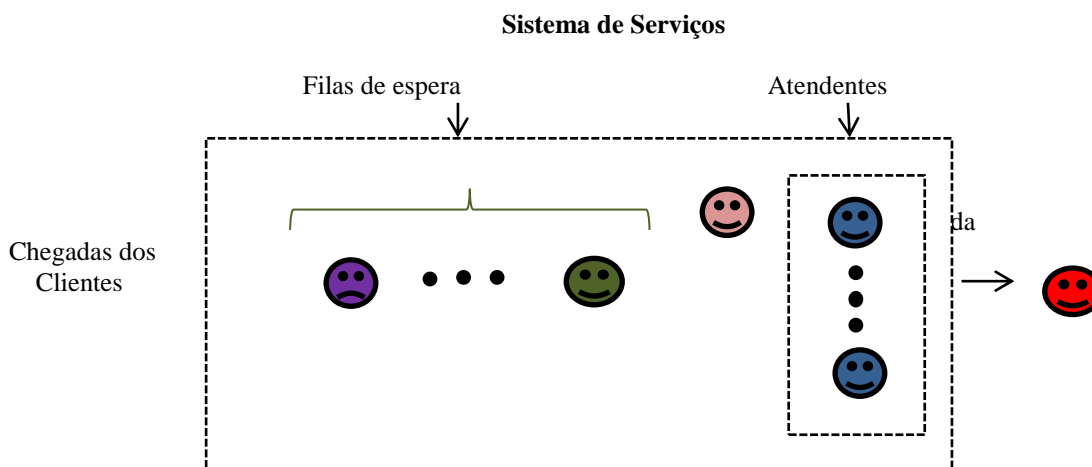 Sistema de Serviços
Filas de espera
Atendentes
Chegadas dos
Clientes
da